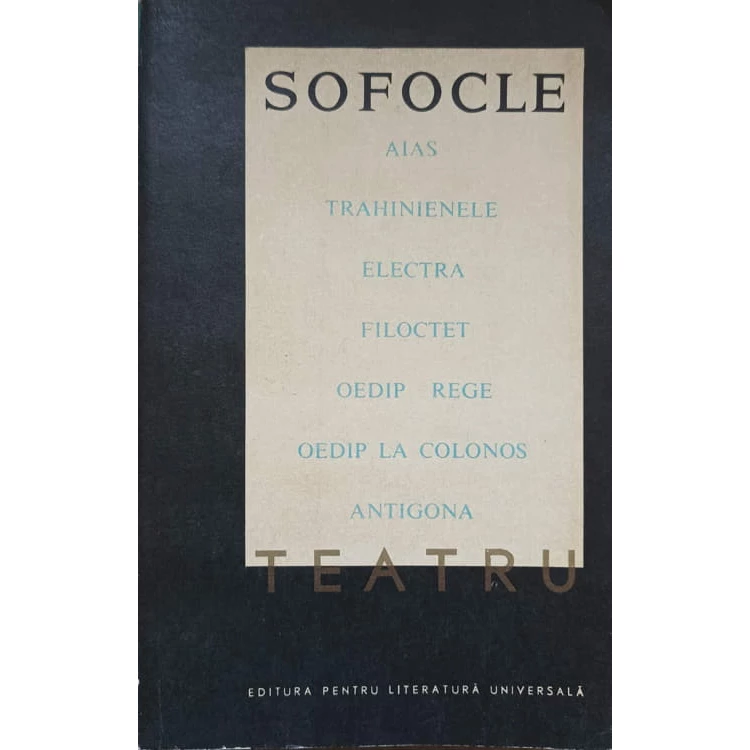 SOFOCLE
AIAS
TRAHINIENELE
ELECTRA
FILOCTET
OEDIP REGE
OEDIP LA COLONOS
ANTIGONA
TEATRU
EDITURA PENTRU LITERATURĂ UNIVERSALĂ